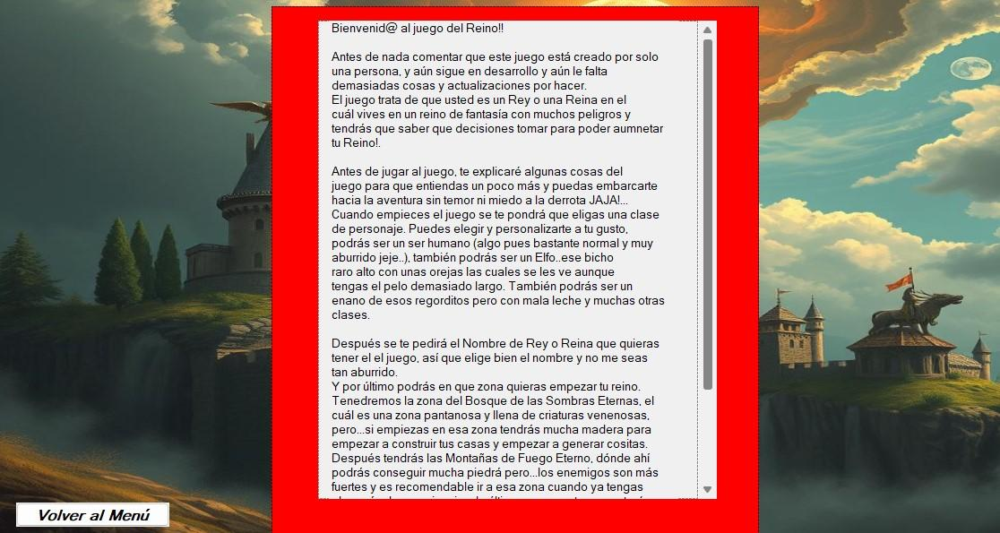 Bienvenid@ al juego del Reino!!
Antes de nada comentar que este juego está creado por solo
una persona, y aún sigue en desarrollo y aún le falta
demasiadas cosas y actualizaciones por hacer.
El juego trata de que usted es un Rey o una Reina en el
cuál vives en un reino de fantasía con muchos peligros y
tendrás que saber que decisiones tomar para poder aumnetar
tu Reino!.
Antes de jugar al juego, te explicaré algunas cosas del
juego para que entiendas un poco más y puedas embarcarte
hacia la aventura sin temor ni miedo a la derrota JAJA!...
Cuando empieces el juego se te pondrá que eligas una clase
de personaje. Puedes elegir y personalizarte a tu gusto,
podrás ser un ser humano (algo pues bastante normal y muy
aburrido jeje..), también podrás ser un Elfo..ese bicho
raro alto con unas orejas las cuales se les ve aunque
tengas el pelo demasiado largo. También podrás ser un
enano de esos regorditos pero con mala leche y muchas otras
clases.
Después se te pedirá el Nombre de Rey o Reina que quieras
tener el el juego, así que elige bien el nombre y no me seas
tan aburrido.
Y por último podrás en que zona quieras empezar tu reino.
Tenedremos la zona del Bosque de las Sombras Eternas, el
cuál es una zona pantanosa y llena de criaturas venenosas,
pero...si empiezas en esa zona tendrás mucha madera para
empezar a construir tus casas y empezar a generar cositas.
Después tendrás las Montañas de Fuego Eterno, dónde ahí
podrás conseguir mucha piedrá pero...los enemigos son más
fuertes y es recomendable ir a esa zona cuando ya tengas
Volver al Menú